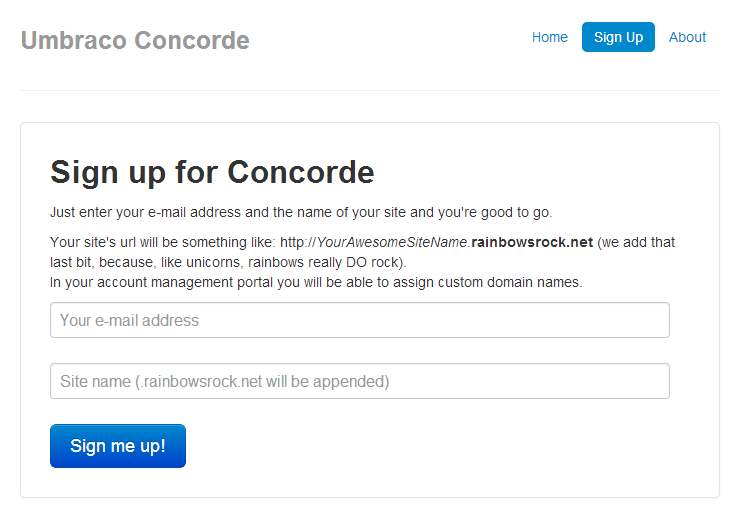 Umbraco Concorde
Home Sign Up About
Sign up for Concorde
Just enter your e-mail address and the name of your site and you're good to go.
Your site's url will be something like: http://YourAwesomeSiteName.rainbowsrock.net (we add that
last bit, because, like unicorns, rainbows really DO rock).
In your account management portal you will be able to assign custom domain names.
Your e-mail address
Site name (.rainbowsrock.net will be appended)
Sign me up!